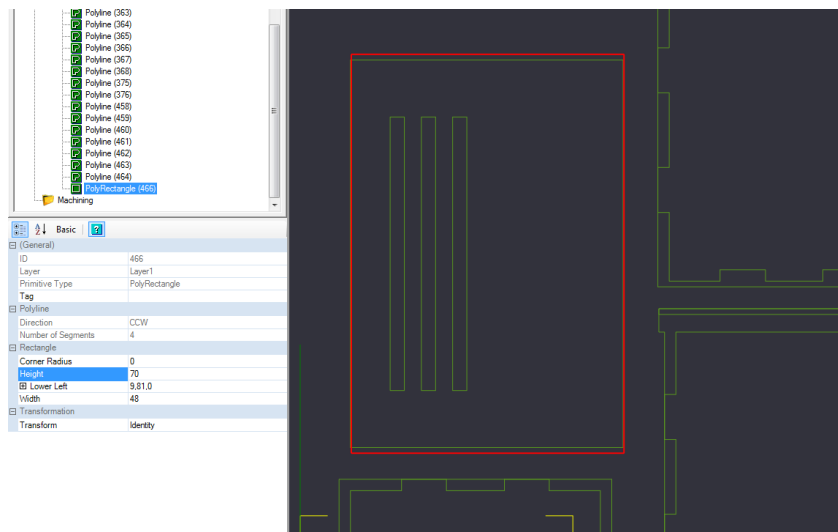 Polyline (363)
Polyline (364)
Polyline (365)
Polyline (366)
Polyline (367)
Polyline (368)
Polyline (375)
Polyline (376)
Polyline (458)
Polyline (459)
Polyline (460)
Polyline (461)
Polyline (462)
Polyline (463)
Polyline (464)
PolyRectangle (466)
Machining
Basic
(General)
ID 466
Layer Layer1
Primitive Type PolyRectangle
Tag
Polyline
Direction CCW
Number of Segments 4
Rectangle
Corner Radius 0
Height 70
Lower Left 9,81,0
Width 48
Transformation
Transform Identity